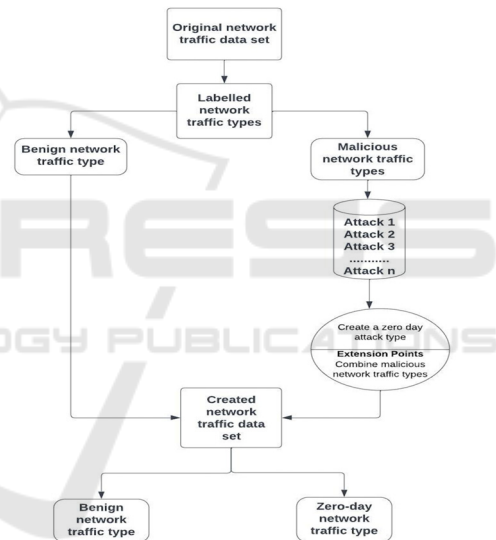 Original network
traffic data set
Labelled
network
traffic types
Benign network
traffic type
Malicious
network traffic
types
Attack 1
Attack 2
Attack 3
...........
Attack n
Create a zero day
attack type
Extension Points
Combine malicious
network traffic types
Created
network
traffic data
set
Benign
network
traffic type
Zero-day
network
traffic type